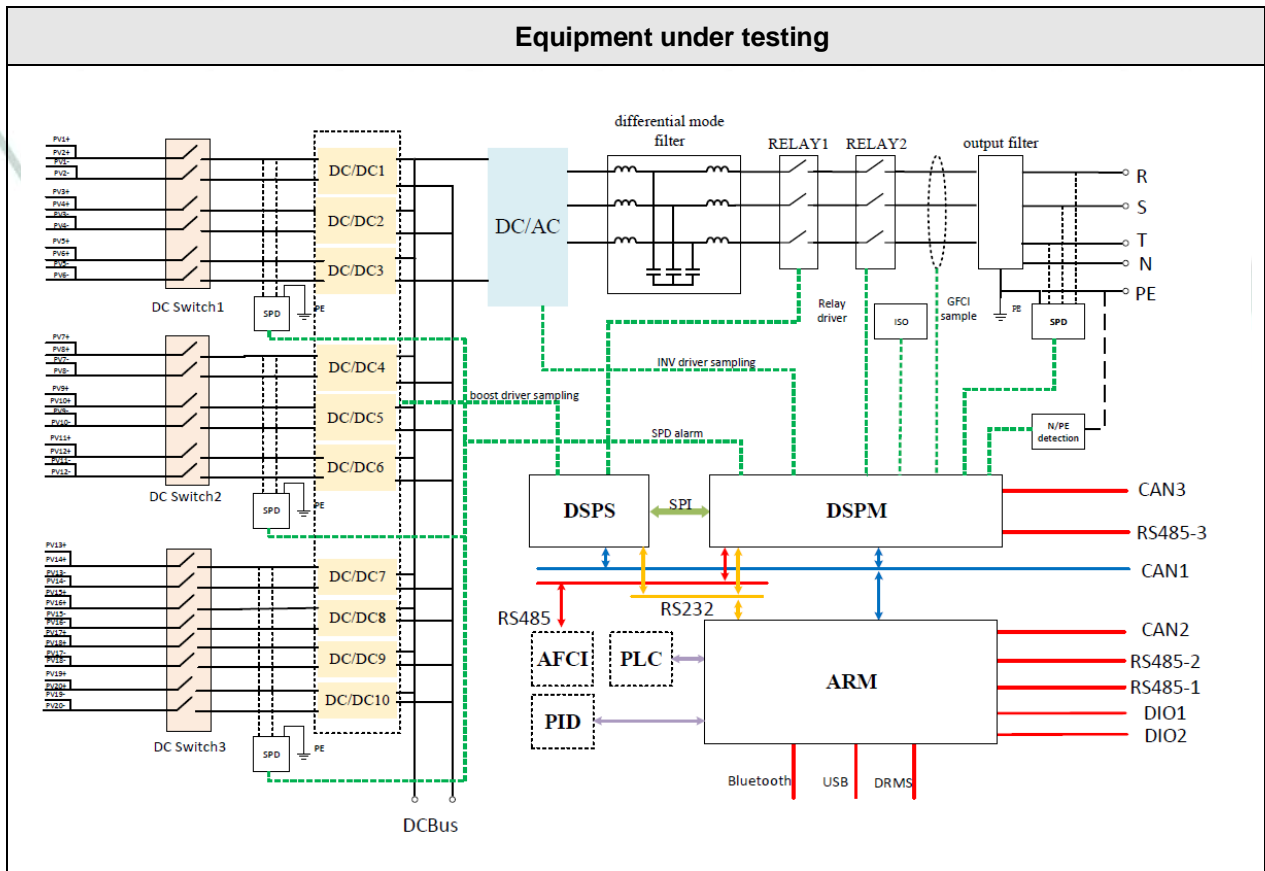 Equipment under testing
differential mode
filter
RELAY1
RELAY2
output filter
PV1+
PV2+
PV1-
PV2-
PV3+
PV4+
PV3-
PV4-
PV5+
PV6+
PV5-
PV6-
DC Switch1
DC/DC1
DC/DC2
DC/DC3
SPD
PE
DC/AC
R
S
T
N
PE
Relay
driver
ISO
GFCI
sample
PE
SPD
PV7+
PV8+
PV7-
PV8-
PV9+
PV10+
PV9-
PV10-
PV11+
PV12+
PV11-
PV12-
DC Switch2
DC/DC4
DC/DC5
DC/DC6
SPD
PE
INV driver sampling
boost driver sampling
SPD alarm
N/PE
detection
DSPS
SPI
DSPM
CAN3
RS485-3
CAN1
PV13+
PV14+
PV13-
PV14-
PV15+
PV16+
PV15-
PV16-
PV17+
PV18+
PV17-
PV18-
PV19+
PV20+
PV19-
PV20-
DC Switch3
DC/DC7
DC/DC8
DC/DC9
DC/DC10
SPD
PE
DCBus
RS485
RS232
AFCI
PLC
PID
ARM
CAN2
RS485-2
RS485-1
DIO1
DIO2
Bluetooth
USB
DRMS